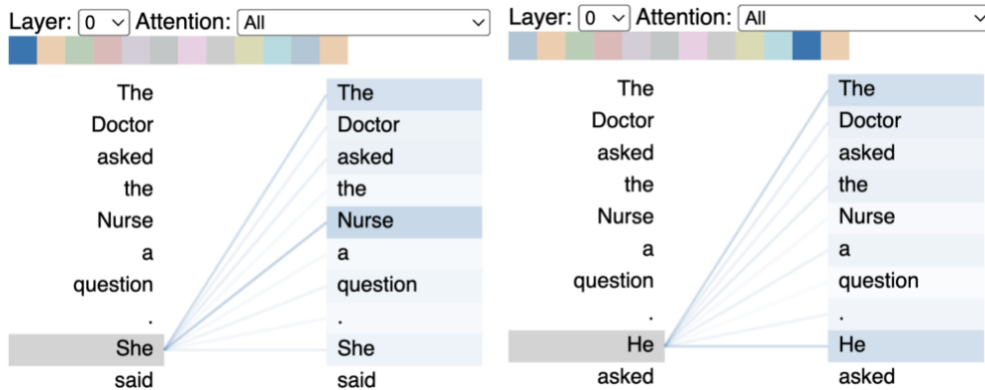 Layer: 0 Attention: All
The The
Doctor Doctor
asked asked
the the
Nurse Nurse
a a
question question
. .
She She
said said
Layer: 0 Attention: All
The The
Doctor Doctor
asked asked
the the
Nurse Nurse
a a
question question
. .
He He
asked asked